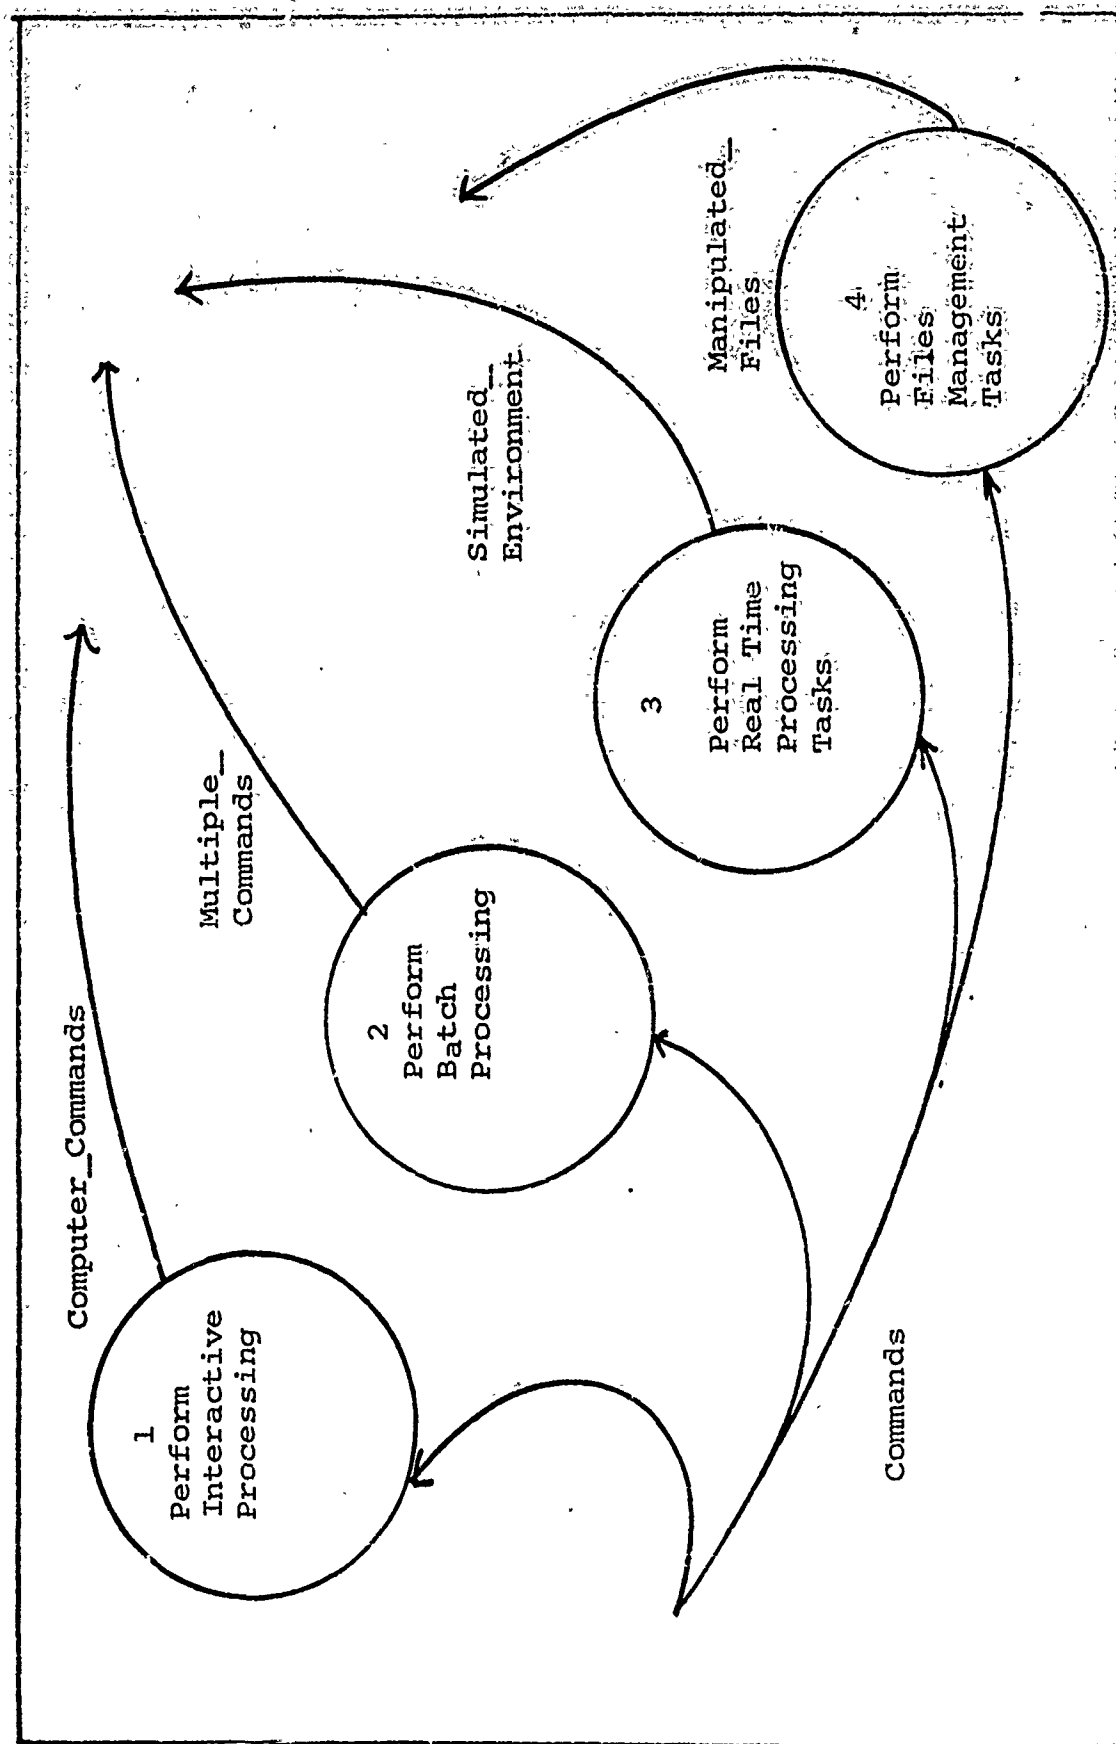 Computer_Commands
1
Perform
Interactive
Processing
Multiple_
Commands
2
Perform
Batch
Processing
Simulated_
Environment
3
Perform
Real Time
Processing
Tasks
Manipulated_
Files
4
Perform
Files
Management
Tasks
Commands